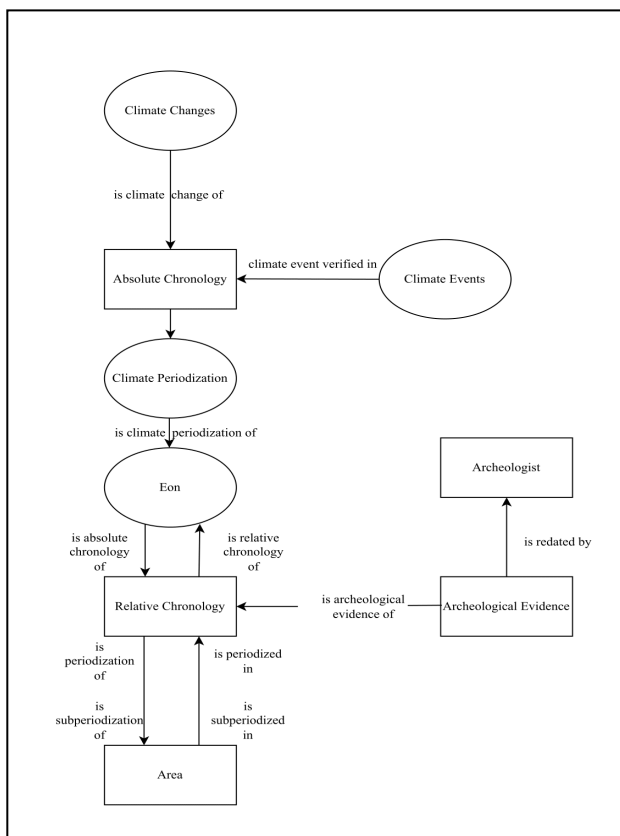 Climate Changes
is climate change of
Absolute Chronology
climate event verified in
Climate Events
Climate Periodization
is climate periodization of
Eon
Archeologist
is absolute
chronology
of
is relative
chronology
of
is redated by
Relative Chronology
is archeological
evidence of
Archeological Evidence
is
periodization
of
is periodized
in
is
subperiodization
of
is
subperiodized
in
Area